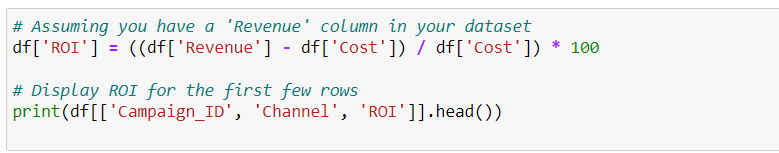 # Assuming you have a 'Revenue' column in your dataset
df['ROI'] = ((df['Revenue'] - df['Cost']) / df['Cost']) * 100
# Display ROI for the first few rows
print(df[['Campaign_ID', 'Channel', 'ROI']].head())